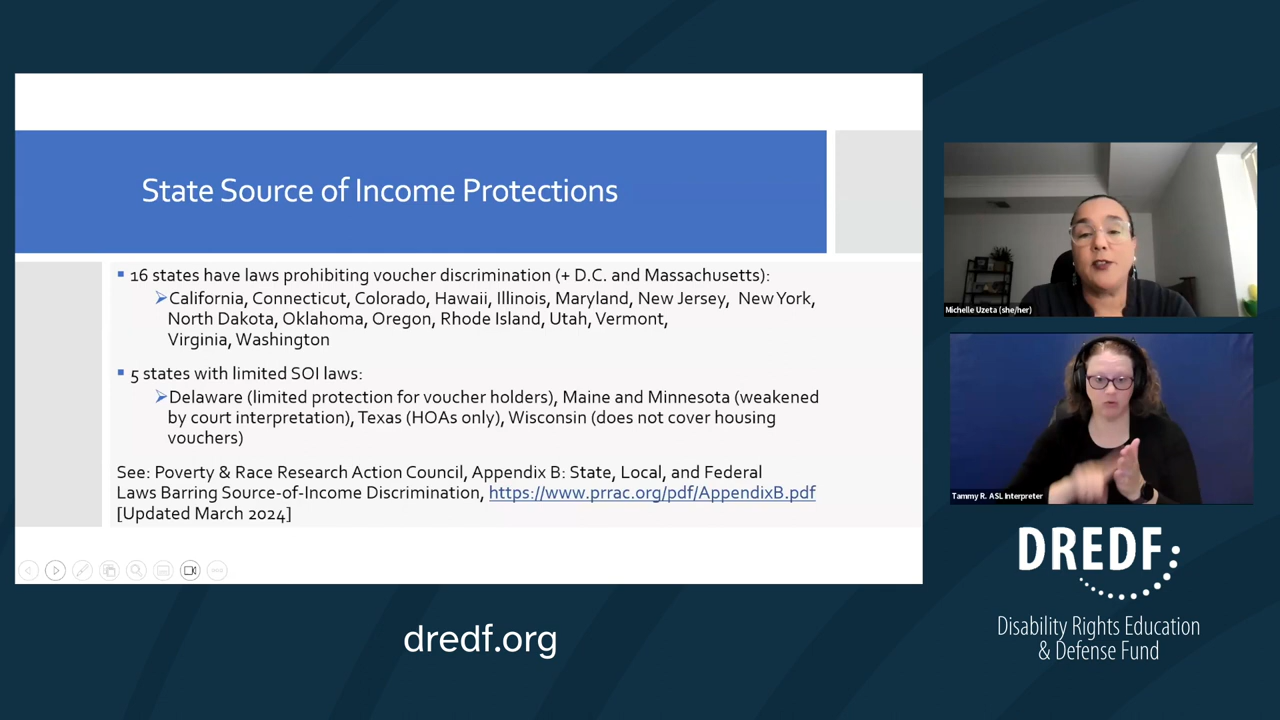 State Source of Income Protections
▪ 16 states have laws prohibiting voucher discrimination (+ D.C. and Massachusetts):
➢California, Connecticut, Colorado, Hawaii, Illinois, Maryland, New Jersey, New York,
North Dakota, Oklahoma, Oregon, Rhode Island, Utah, Vermont,
Virginia, Washington
▪ 5 states with limited SOI laws:
➢Delaware (limited protection for voucher holders), Maine and Minnesota (weakened
by court interpretation), Texas (HOAs only), Wisconsin (does not cover housing
vouchers)
See: Poverty & Race Research Action Council, Appendix B: State, Local, and Federal
Laws Barring Source-of-Income Discrimination, https://www.prrac.org/pdf/AppendixB.pdf
[Updated March 2024]
Michelle Uzeta (she/her)
Tammy R. ASL Interpreter
DREDF
Disability Rights Education
& Defense Fund
dredf.org